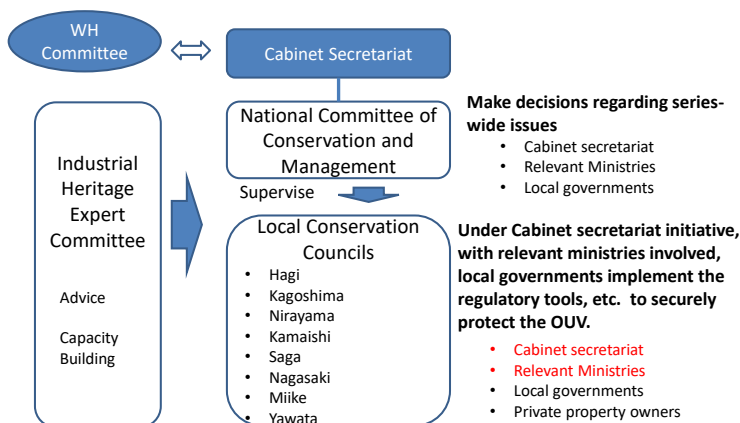 WH
Committee
Cabinet Secretariat
National Committee of
Conservation and
Management
Make decisions regarding series-
wide issues
• Cabinet secretariat
• Relevant Ministries
• Local governments
Industrial
Heritage
Expert
Committee
Advice
Capacity
Building
Supervise
Local Conservation
Councils
• Hagi
• Kagoshima
• Nirayama
• Kamaishi
• Saga
• Nagasaki
• Miike
• Yawata
Under Cabinet secretariat initiative,
with relevant ministries involved,
local governments implement the
regulatory tools, etc. to securely
protect the OUV.
• Cabinet secretariat
• Relevant Ministries
• Local governments
• Private property owners